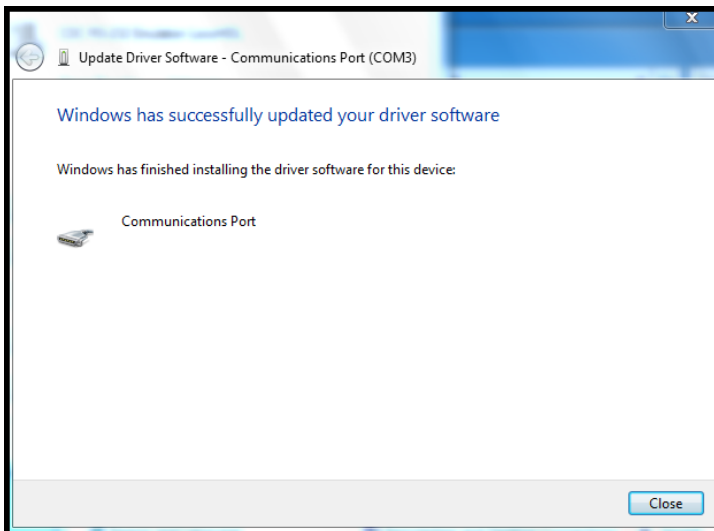 Update Driver Software - Communications Port (COM3)
Windows has successfully updated your driver software
Windows has finished installing the driver software for this device:
Communications Port
Close